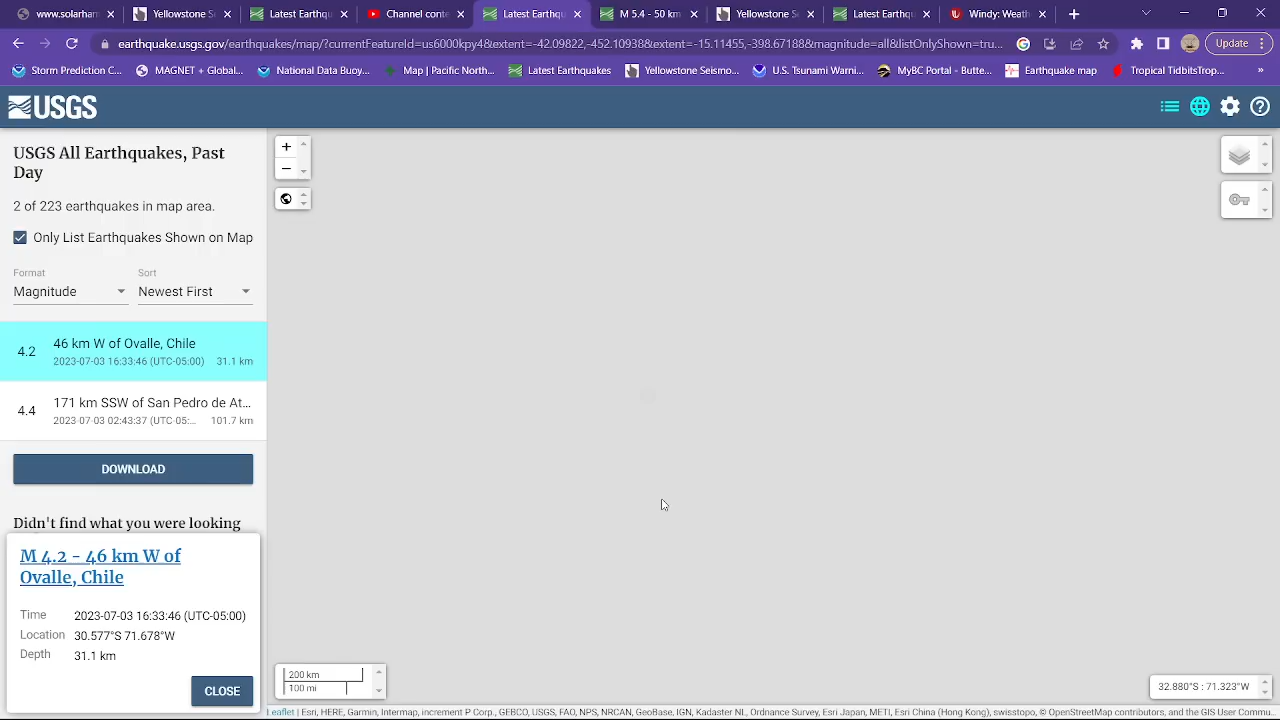 www.solarham
Yellowstone S
Latest Earthqu
Channel conte
Latest Earthqu
M 5.4 - 50 km
Yellowstone S
Latest Earthqu
Windy: Weath
earthquake.usgs.gov/earthquakes/map/?currentFeatureId=us6000kpy4&extent=-42.09822,-452.10938&extent=-15.11455,-398.67188&magnitude=all&listOnlyShown=tru...
Update
Storm Prediction C...
MAGNET + Global...
National Data Buoy...
Map | Pacific North...
Latest Earthquakes
Yellowstone Seismo...
U.S. Tsunami Warni...
MyBC Portal - Butte...
Earthquake map
Tropical TidbitsTrop...
»
USGS
USGS All Earthquakes, Past
Day
2 of 223 earthquakes in map area.
Only List Earthquakes Shown on Map
Format
Sort
Magnitude
Newest First
4.2
46 km W of Ovalle, Chile
2023-07-03 16:33:46 (UTC-05:00)
31.1 km
4.4
171 km SSW of San Pedro de At...
2023-07-03 02:43:37 (UTC-05:...
101.7 km
DOWNLOAD
Didn't find what you were looking
M 4.2 - 46 km W of
Ovalle, Chile
Time 2023-07-03 16:33:46 (UTC-05:00)
Location 30.577°S 71.678°W
Depth 31.1 km
CLOSE
+
−
200 km
100 mi
32.880°S : 71.323°W
Leaflet | Esri, HERE, Garmin, Intermap, increment P Corp., GEBCO, USGS, FAO, NPS, NRCAN, GeoBase, IGN, Kadaster NL, Ordnance Survey, Esri Japan, METI, Esri China (Hong Kong), swisstopo, © OpenStreetMap contributors, and the GIS User Commu...